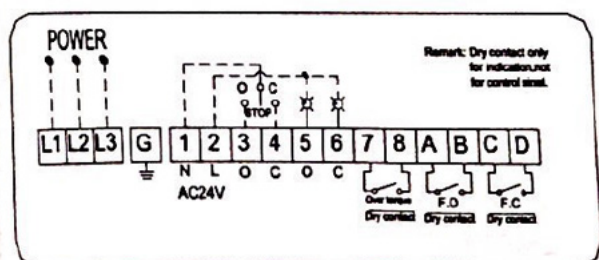 POWER
Remark: Dry contact only
for indication,not
for control sinal.
O C
STOP
L1 L2 L3 G 1 2 3 4 5 6 7 8 A B C D
N L O C O C
AC24V
Over torque F.O F.C
Dry contact Dry contact Dry contact